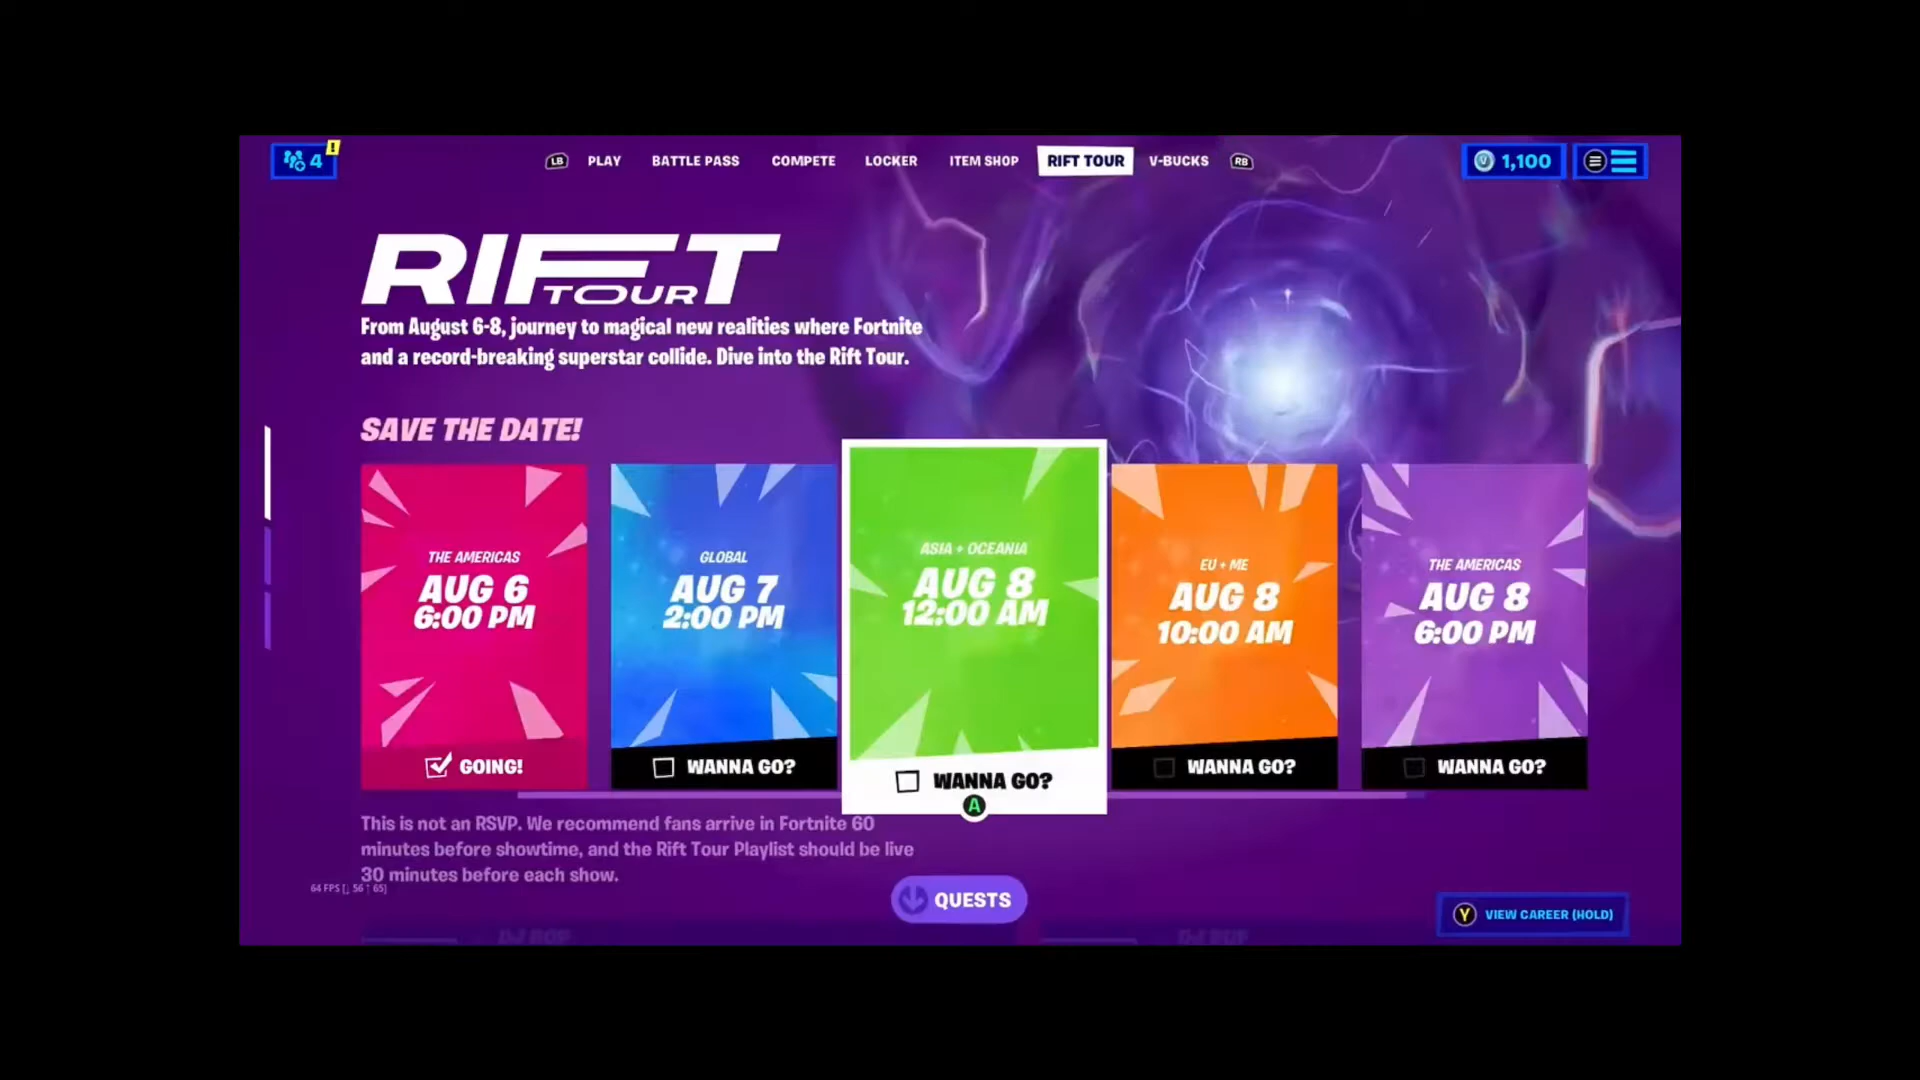 4
!
LB
PLAY
BATTLE PASS
COMPETE
LOCKER
ITEM SHOP
RIFT TOUR
V-BUCKS
RB
1,100
RIFT
TOUR
From August 6-8, journey to magical new realities where Fortnite
and a record-breaking superstar collide. Dive into the Rift Tour.
SAVE THE DATE!
THE AMERICAS
AUG 6
6:00 PM
GOING!
GLOBAL
AUG 7
2:00 PM
WANNA GO?
ASIA + OCEANIA
AUG 8
12:00 AM
WANNA GO?
A
EU + ME
AUG 8
10:00 AM
WANNA GO?
THE AMERICAS
AUG 8
6:00 PM
WANNA GO?
This is not an RSVP. We recommend fans arrive in Fortnite 60
minutes before showtime, and the Rift Tour Playlist should be live
30 minutes before each show.
64 FPS [↓ 56 ↑ 65]
QUESTS
Y
VIEW CAREER (HOLD)